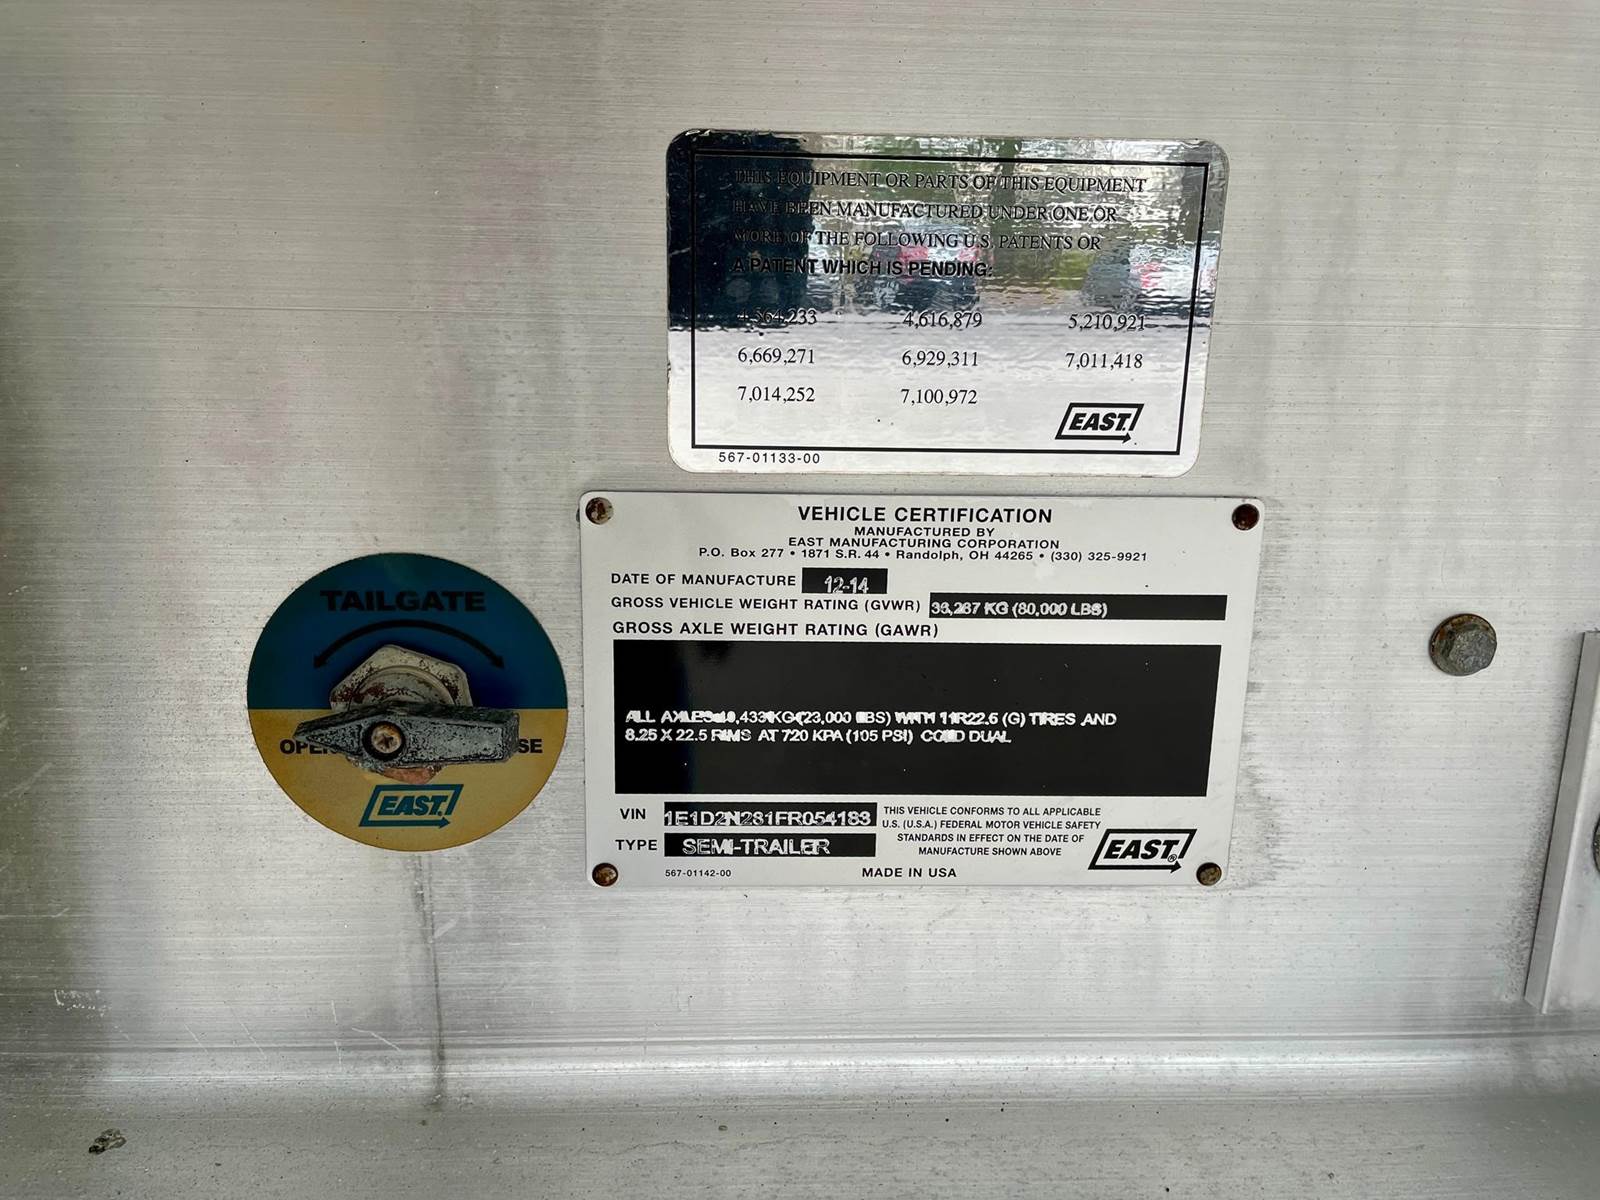 THIS EQUIPMENT OR PARTS OF THIS EQUIPMENT
HAVE BEEN MANUFACTURED UNDER ONE OR
MORE OF THE FOLLOWING U.S. PATENTS OR
A PATENT WHICH IS PENDING:
4,564,233 4,616,879 5,210,921
6,669,271 6,929,311 7,011,418
7,014,252 7,100,972
EAST.
567-01133-00
VEHICLE CERTIFICATION
MANUFACTURED BY
EAST MANUFACTURING CORPORATION
P.O. Box 277 • 1871 S.R. 44 • Randolph, OH 44265 • (330) 325-9921
DATE OF MANUFACTURE 12-14
GROSS VEHICLE WEIGHT RATING (GVWR) 36,287 KG (80,000 LBS)
GROSS AXLE WEIGHT RATING (GAWR)
ALL (23,000 LBS) WITH 11R22.5 (G) TIRES AND
8.25 X 22.5 RIMS AT 720 KPA (105 PSI) COLD DUAL
VIN 1E1D2N281FR054183
TYPE SEMI-TRAILER
THIS VEHICLE CONFORMS TO ALL APPLICABLE
U.S. (U.S.A.) FEDERAL MOTOR VEHICLE SAFETY
STANDARDS IN EFFECT ON THE DATE OF
MANUFACTURE SHOWN ABOVE
EAST.®
567-01142-00
MADE IN USA
TAILGATE
EAST.